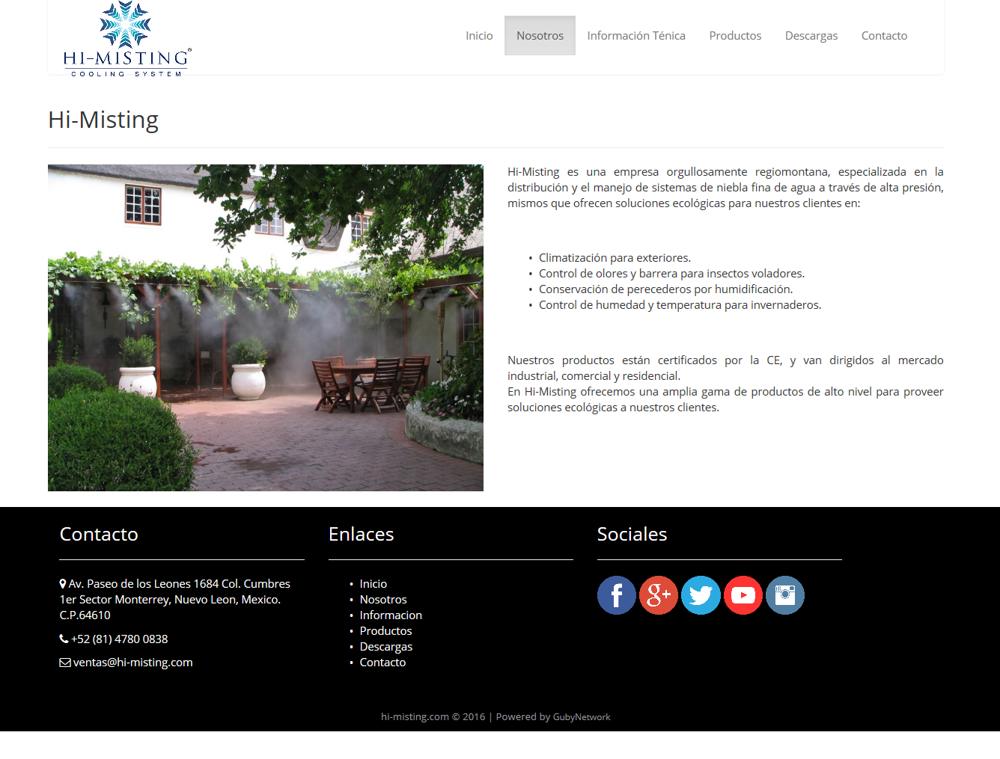 HI-MISTING®
COOLING SYSTEM
Inicio
Nosotros
Información Ténica
Productos
Descargas
Contacto
Hi-Misting
Hi-Misting es una empresa orgullosamente regiomontana, especializada en la
distribución y el manejo de sistemas de niebla fina de agua a través de alta presión,
mismos que ofrecen soluciones ecológicas para nuestros clientes en:
• Climatización para exteriores.
• Control de olores y barrera para insectos voladores.
• Conservación de perecederos por humidificación.
• Control de humedad y temperatura para invernaderos.
Nuestros productos están certificados por la CE, y van dirigidos al mercado
industrial, comercial y residencial.
En Hi-Misting ofrecemos una amplia gama de productos de alto nivel para proveer
soluciones ecológicas a nuestros clientes.
Contacto
Av. Paseo de los Leones 1684 Col. Cumbres
1er Sector Monterrey, Nuevo Leon, Mexico.
C.P.64610
+52 (81) 4780 0838
ventas@hi-misting.com
Enlaces
• Inicio
• Nosotros
• Informacion
• Productos
• Descargas
• Contacto
Sociales
hi-misting.com © 2016 | Powered by GubyNetwork